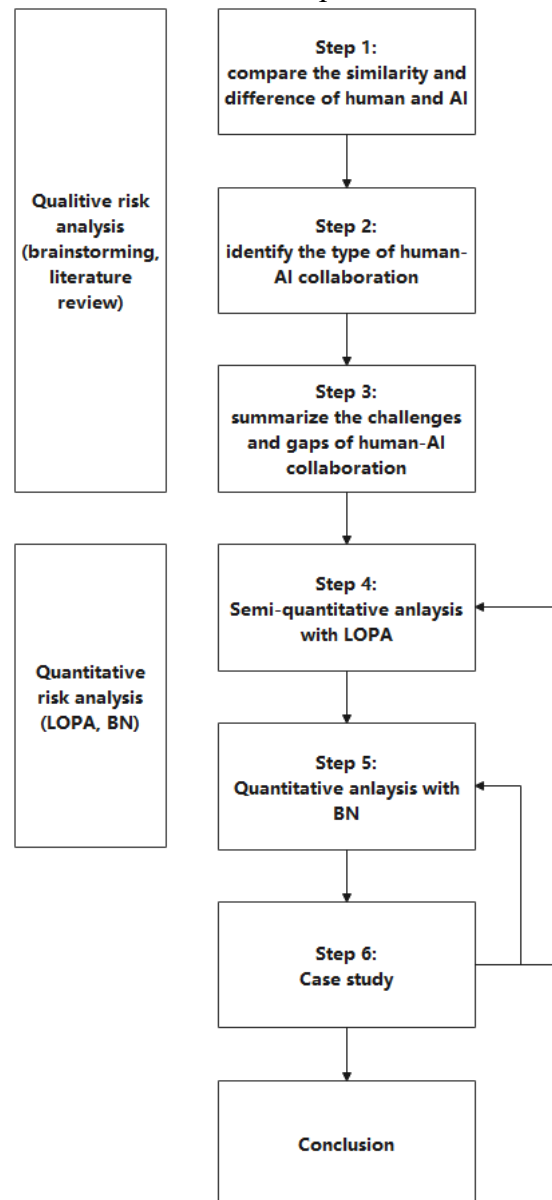 Step 1:
compare the similarity and
difference of human and AI
Qualitive risk
analysis
(brainstorming,
literature
review)
Step 2:
identify the type of human-
AI collaboration
Step 3:
summarize the challenges
and gaps of human-AI
collaboration
Step 4:
Semi-quantitative anlaysis
with LOPA
Quantitative
risk analysis
(LOPA, BN)
Step 5:
Quantitative anlaysis with
BN
Step 6:
Case study
Conclusion